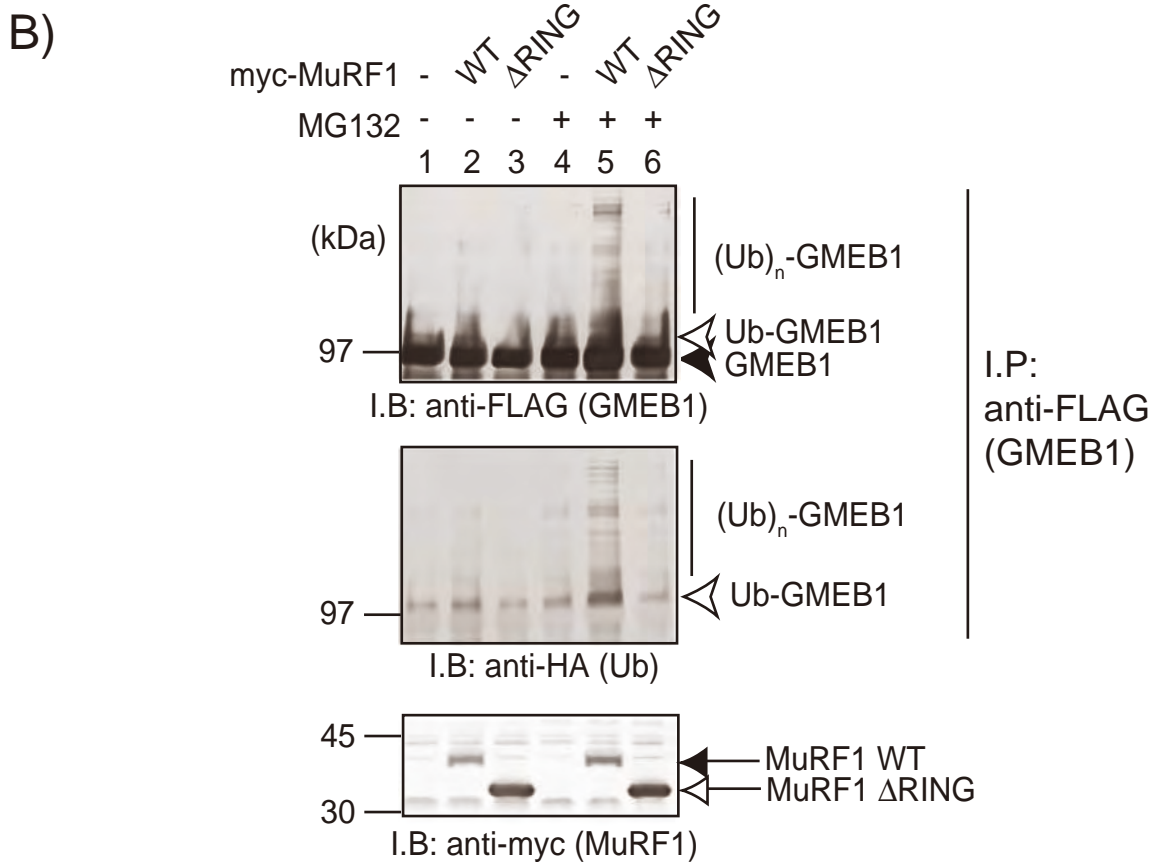 B)
myc-MuRF1 - WT ΔRING - WT ΔRING
MG132 - - - + + +
1 2 3 4 5 6
(kDa)
(Ub)n-GMEB1
Ub-GMEB1
97
GMEB1
I.B: anti-FLAG (GMEB1)
I.P:
anti-FLAG
(GMEB1)
(Ub)n-GMEB1
Ub-GMEB1
97
I.B: anti-HA (Ub)
45
MuRF1 WT
MuRF1 ΔRING
30
I.B: anti-myc (MuRF1)